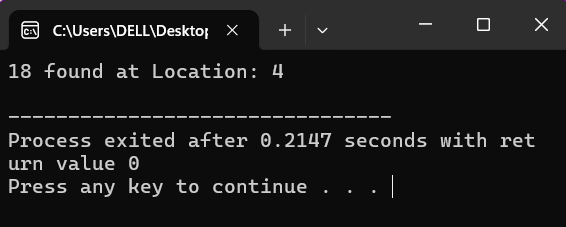 C:\Users\DELL\Desktop
18 found at Location: 4
--------------------------------
Process exited after 0.2147 seconds with ret
urn value 0
Press any key to continue . . .